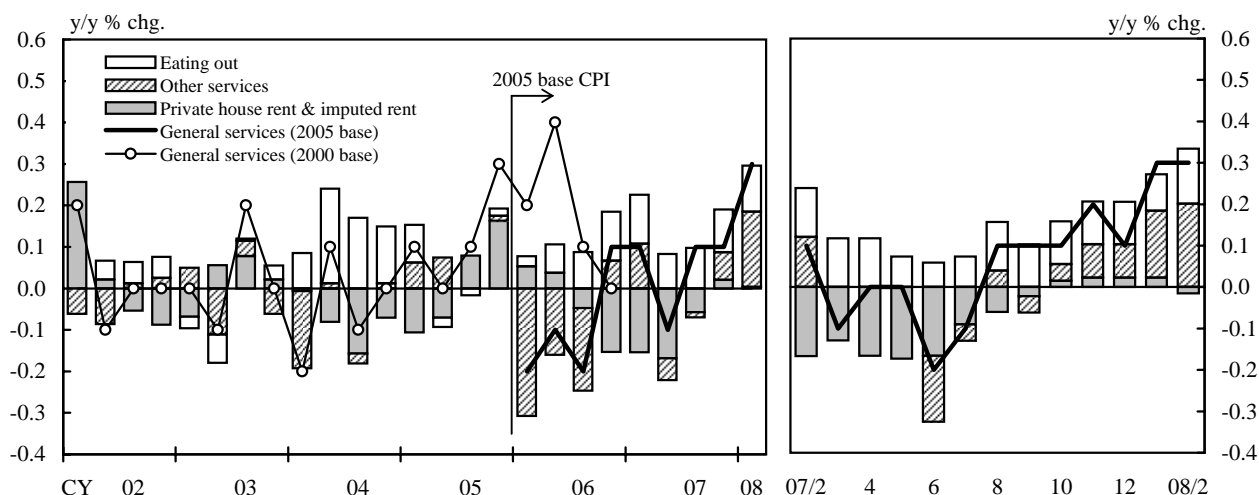 y/y % chg.
y/y % chg.
0.6
0.5
0.4
0.3
0.2
0.1
0.0
-0.1
-0.2
-0.3
-0.4
Eating out
Other services
Private house rent & imputed rent
General services (2005 base)
General services (2000 base)
2005 base CPI
CY 02 03 04 05 06 07 08
0.6
0.5
0.4
0.3
0.2
0.1
0.0
-0.1
-0.2
-0.3
-0.4
07/2 4 6 8 10 12 08/2